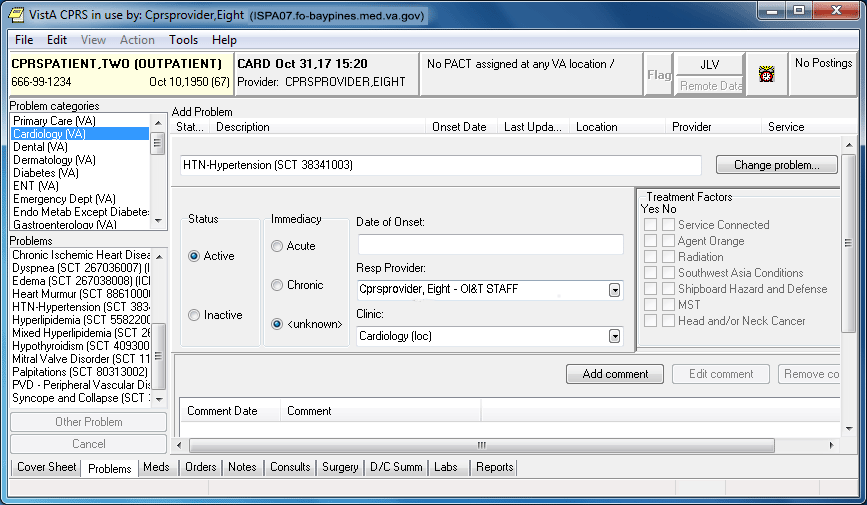 VistA CPRS in use by: Cprsprovider,Eight (ISPA07.fo-baypines.med.va.gov)
File Edit View Action Tools Help
CPRSPATIENT,TWO (OUTPATIENT)
666-99-1234 Oct 10,1950 (67)
CARD Oct 31,17 15:20
Provider: CPRSPROVIDER,EIGHT
No PACT assigned at any VA location /
Flag
JLV
Remote Data
No Postings
Problem categories
Primary Care (VA)
Cardiology (VA)
Dental (VA)
Dermatology (VA)
Diabetes (VA)
ENT (VA)
Emergency Dept (VA)
Endo Metab Except Diabete
Gastroenterology (VA)
Problems
Chronic Ischemic Heart Disea
Dyspnea (SCT 267036007) (IC
Edema (SCT 267038008) (ICD
Heart Murmur (SCT 88610006
HTN-Hypertension (SCT 3834
Hyperlipidemia (SCT 5582200
Mixed Hyperlipidemia (SCT 26
Hypothyroidism (SCT 409300
Mitral Valve Disorder (SCT 11
Palpitations (SCT 80313002)
PVD - Peripheral Vascular Dis
Syncope and Collapse (SCT
Other Problem
Cancel
Add Problem
Stat... Description Onset Date Last Upda... Location Provider Service
HTN-Hypertension (SCT 38341003)
Change problem...
Status
Active
Inactive
Immediacy
Acute
Chronic
<unknown>
Date of Onset:
Resp Provider:
Cprsprovider, Eight - OI&T STAFF
Clinic:
Cardiology (loc)
Treatment Factors
Yes No
Service Connected
Agent Orange
Radiation
Southwest Asia Conditions
Shipboard Hazard and Defense
MST
Head and/or Neck Cancer
Add comment Edit comment Remove co
Comment Date Comment
Cover Sheet Problems Meds Orders Notes Consults Surgery D/C Summ Labs Reports